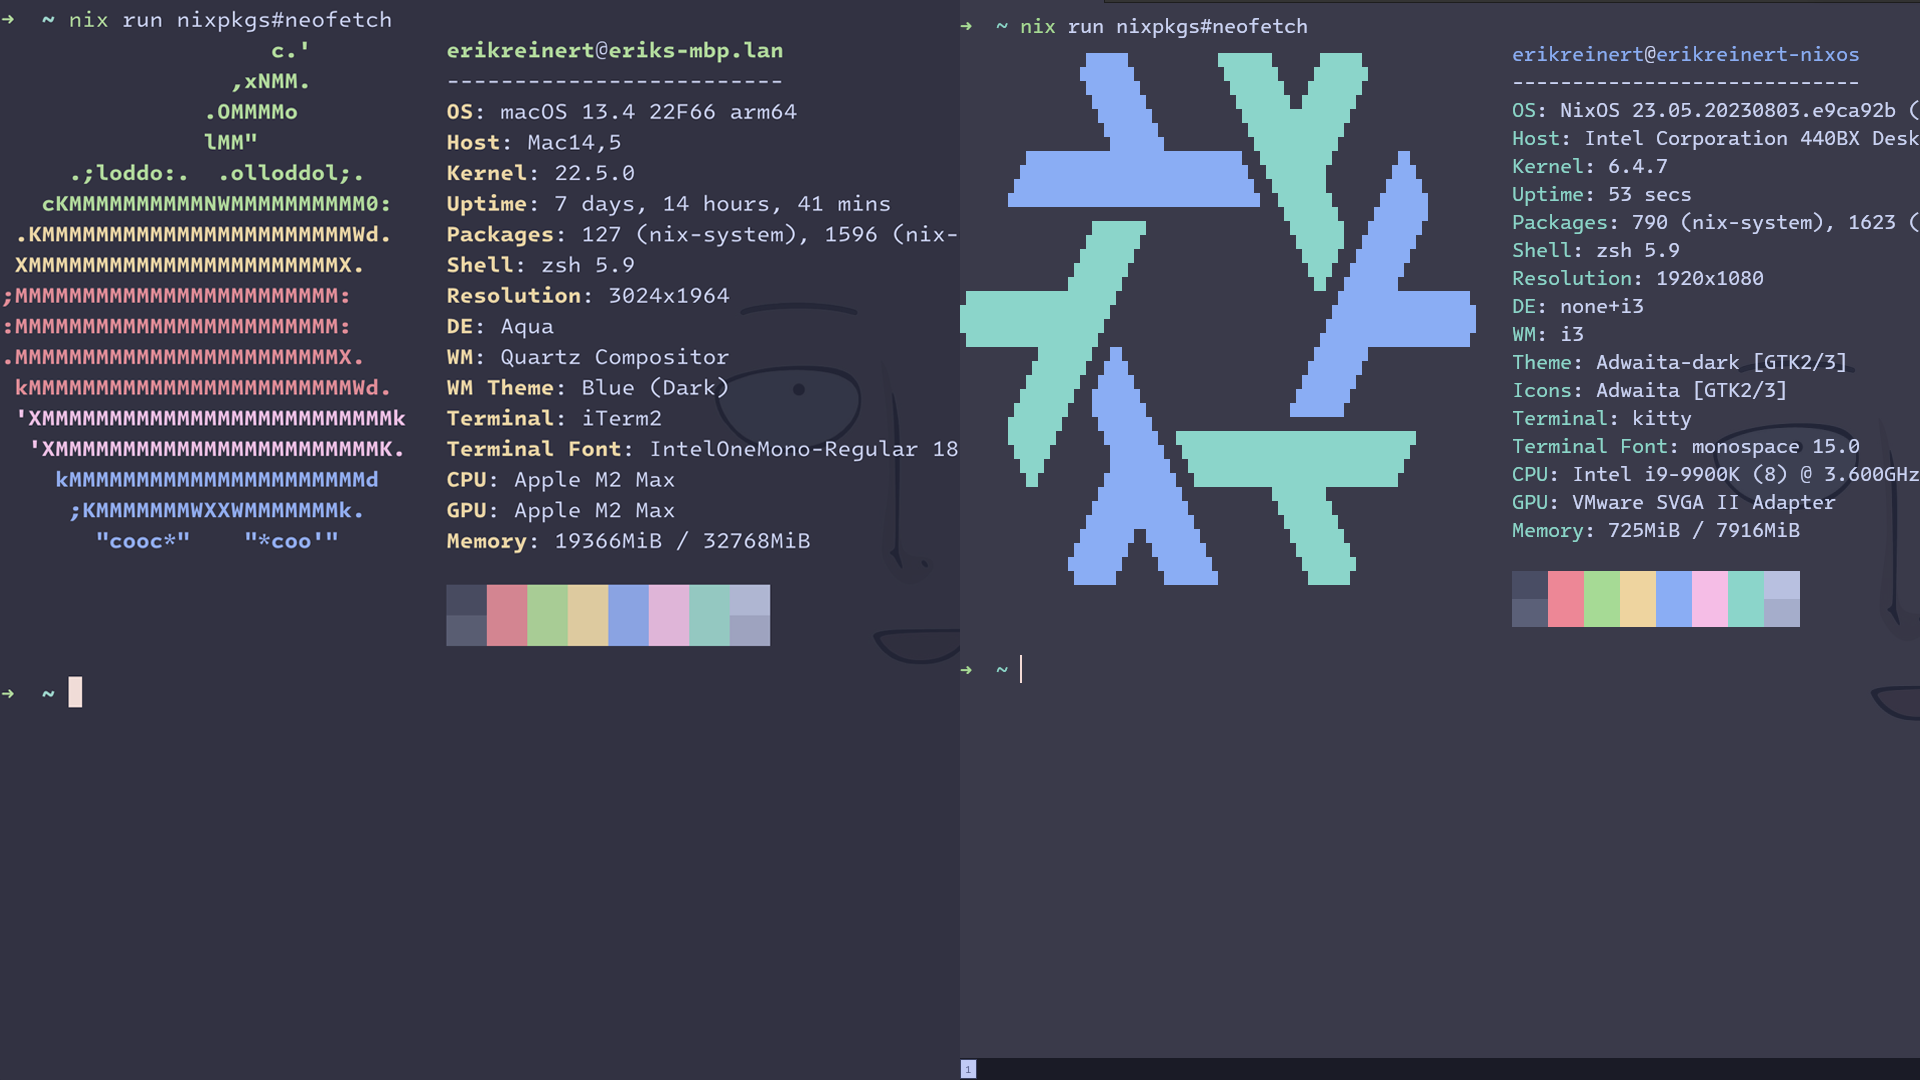 ➜ ~ nix run nixpkgs#neofetch
c.'
,xNMM.
.OMMMMo
lMM"
.;loddo:. .olloddol;.
cKMMMMMMMMMMNWMMMMMMMMMM0:
.KMMMMMMMMMMMMMMMMMMMMMMMWd.
XMMMMMMMMMMMMMMMMMMMMMMMX.
;MMMMMMMMMMMMMMMMMMMMMMMM:
:MMMMMMMMMMMMMMMMMMMMMMMM:
.MMMMMMMMMMMMMMMMMMMMMMMMX.
kMMMMMMMMMMMMMMMMMMMMMMMMWd.
'XMMMMMMMMMMMMMMMMMMMMMMMMMMk
'XMMMMMMMMMMMMMMMMMMMMMMMMK.
kMMMMMMMMMMMMMMMMMMMMMMd
;KMMMMMMMWXXWMMMMMMMk.
"cooc*" "*coo'"
erikreinert@eriks-mbp.lan
-------------------------
OS: macOS 13.4 22F66 arm64
Host: Mac14,5
Kernel: 22.5.0
Uptime: 7 days, 14 hours, 41 mins
Packages: 127 (nix-system), 1596 (nix-
Shell: zsh 5.9
Resolution: 3024x1964
DE: Aqua
WM: Quartz Compositor
WM Theme: Blue (Dark)
Terminal: iTerm2
Terminal Font: IntelOneMono-Regular 18
CPU: Apple M2 Max
GPU: Apple M2 Max
Memory: 19366MiB / 32768MiB
➜ ~
➜ ~ nix run nixpkgs#neofetch
erikreinert@erikreinert-nixos
-----------------------------
OS: NixOS 23.05.20230803.e9ca92b (
Host: Intel Corporation 440BX Desk
Kernel: 6.4.7
Uptime: 53 secs
Packages: 790 (nix-system), 1623 (
Shell: zsh 5.9
Resolution: 1920x1080
DE: none+i3
WM: i3
Theme: Adwaita-dark [GTK2/3]
Icons: Adwaita [GTK2/3]
Terminal: kitty
Terminal Font: monospace 15.0
CPU: Intel i9-9900K (8) @ 3.600GHz
GPU: VMware SVGA II Adapter
Memory: 725MiB / 7916MiB
➜ ~
1